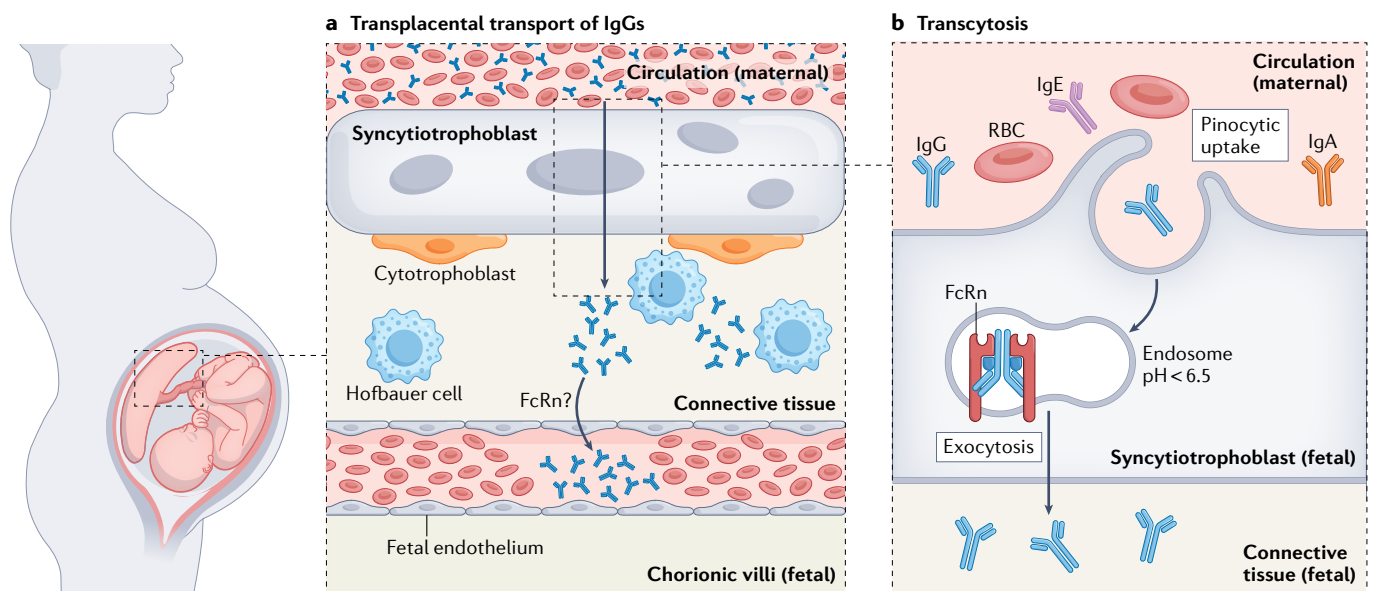 a Transplacental transport of IgGs
Circulation (maternal)
Syncytiotrophoblast
Cytotrophoblast
Hofbauer cell
FcRn?
Connective tissue
Fetal endothelium
Chorionic villi (fetal)
b Transcytosis
Circulation
(maternal)
IgE
RBC
IgG
Pinocytic
uptake
IgA
FcRn
Endosome
pH < 6.5
Exocytosis
Syncytiotrophoblast (fetal)
Connective
tissue (fetal)